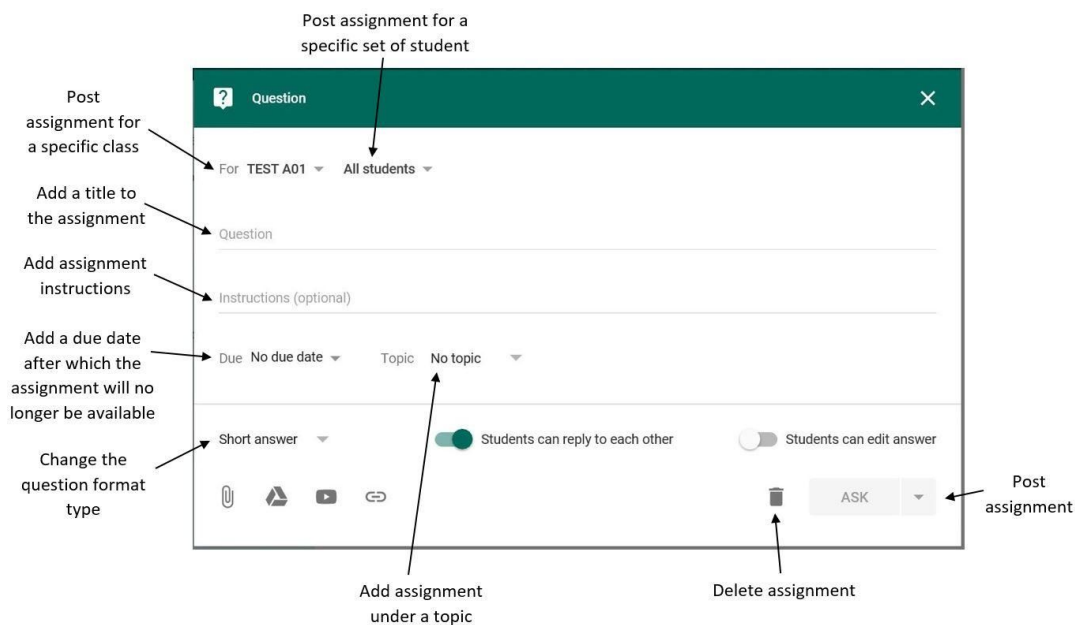 Post assignment for a
specific set of student
Question
Post
assignment for
a specific class
For TEST A01 All students
Add a title to
the assignment
Question
Add assignment
instructions
Instructions (optional)
Add a due date
after which the
assignment will no
longer be available
Due No due date Topic No topic
Short answer Students can reply to each other Students can edit answer
Change the
question format
type
ASK
Post
assignment
Add assignment
under a topic
Delete assignment